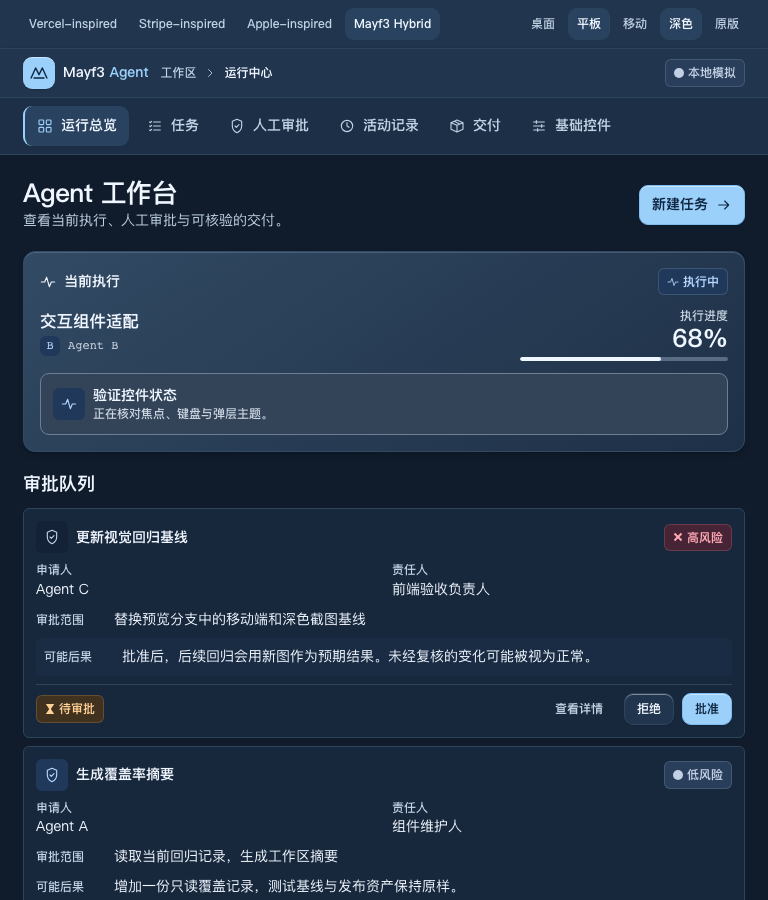 Vercel-inspired Stripe-inspired Apple-inspired Mayf3 Hybrid 桌面 平板 移动 深色 原版
Mayf3 Agent 工作区 运行中心 本地模拟
运行总览 任务 人工审批 活动记录 交付 基础控件
Agent 工作台
查看当前执行、人工审批与可核验的交付。
新建任务
当前执行 执行中
交互组件适配 执行进度
B Agent B 68%
验证控件状态
正在核对焦点、键盘与弹层主题。
审批队列
更新视觉回归基线 高风险
申请人 责任人
Agent C 前端验收负责人
审批范围 替换预览分支中的移动端和深色截图基线
可能后果 批准后，后续回归会用新图作为预期结果。未经复核的变化可能被视为正常。
待审批 查看详情 拒绝 批准
生成覆盖率摘要 低风险
申请人 责任人
Agent A 组件维护人
审批范围 读取当前回归记录，生成工作区摘要
可能后果 增加一份只读覆盖记录，测试基线与发布资产保持原样。